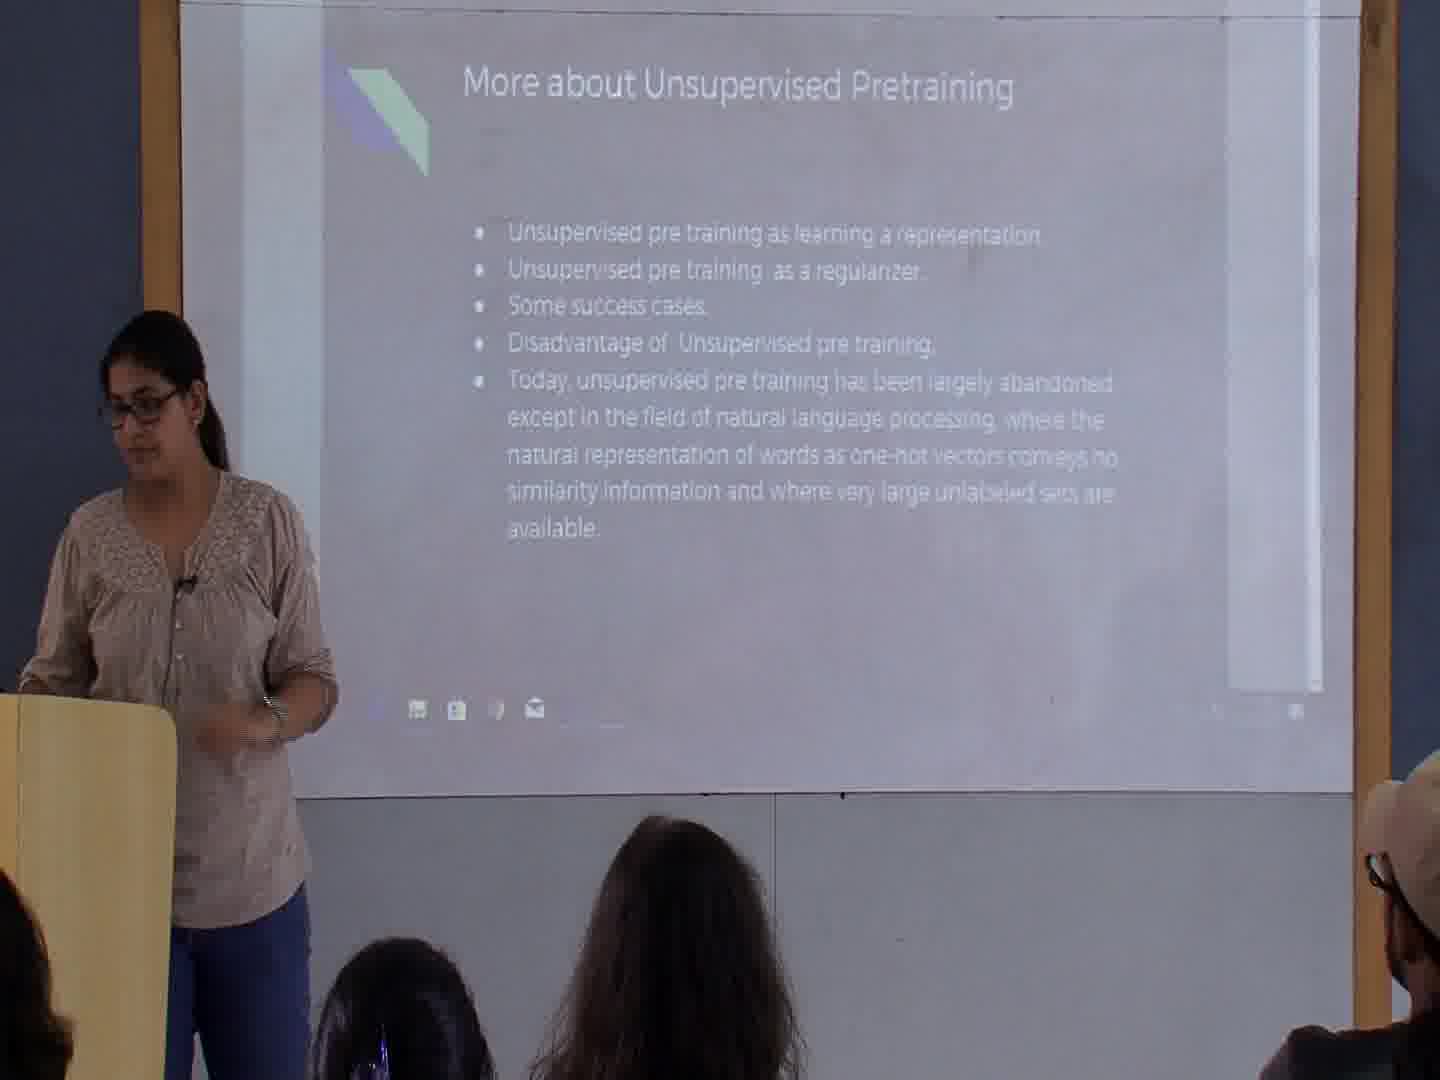 More about Unsupervised Pretraining
Unsupervised pre training as learning a representation.
Unsupervised pre training as a regularizer.
Some success cases.
Disadvantage of Unsupervised pre training.
Today, unsupervised pre training has been largely abandoned
except in the field of natural language processing, where the
natural representation of words as one-hot vectors conveys no
similarity information and where very large unlabeled sets are
available.